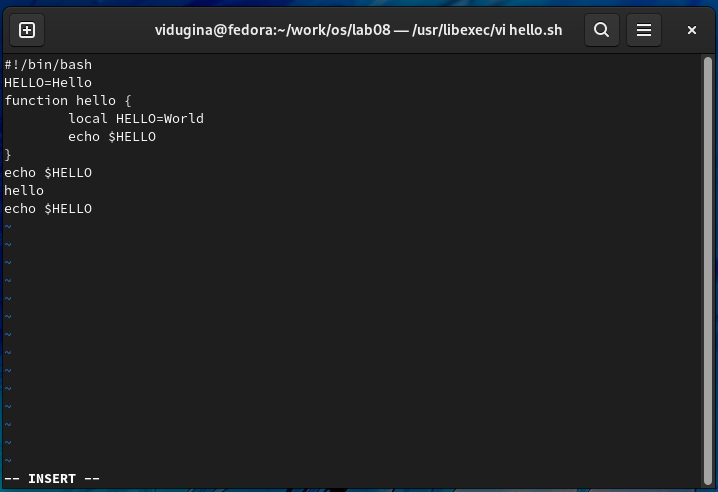 vidugina@fedora:~/work/os/lab08 — /usr/libexec/vi hello.sh
#!/bin/bash
HELLO=Hello
function hello {
        local HELLO=World
        echo $HELLO
}
echo $HELLO
hello
echo $HELLO
~
~
~
~
~
~
~
~
~
~
~
~
~
~
-- INSERT --